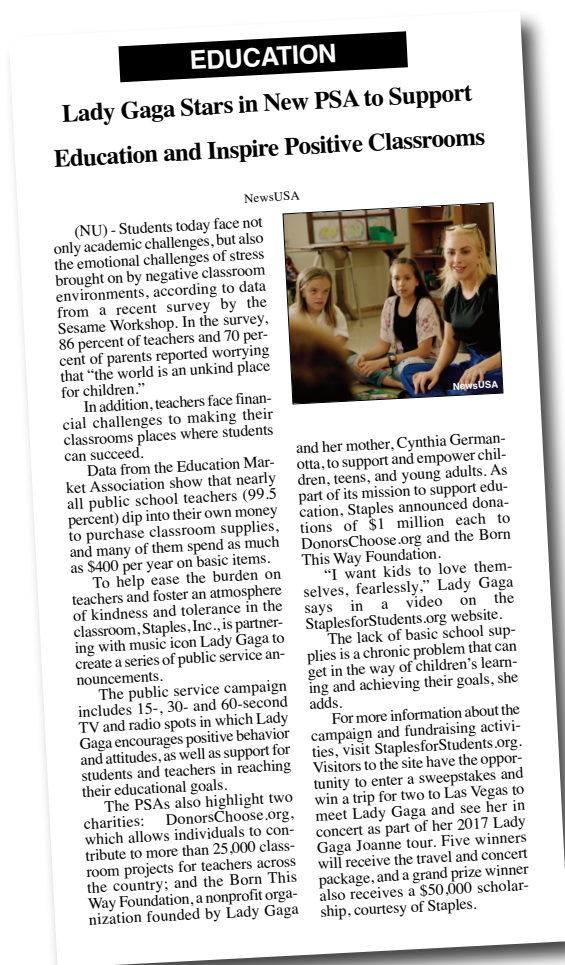 EDUCATION
Lady Gaga Stars in New PSA to Support
Education and Inspire Positive Classrooms
NewsUSA
(NU) - Students today face not
only academic challenges, but also
the emotional challenges of stress
brought on by negative classroom
environments, according to data
from a recent survey by the
Sesame Workshop. In the survey,
86 percent of teachers and 70 per-
cent of parents reported worrying
that “the world is an unkind place
for children.”
In addition, teachers face finan-
cial challenges to making their
classrooms places where students
can succeed.
Data from the Education Mar-
ket Association show that nearly
all public school teachers (99.5
percent) dip into their own money
to purchase classroom supplies,
and many of them spend as much
as $400 per year on basic items.
To help ease the burden on
teachers and foster an atmosphere
of kindness and tolerance in the
classroom, Staples, Inc., is partner-
ing with music icon Lady Gaga to
create a series of public service an-
nouncements.
The public service campaign
includes 15-, 30- and 60-second
TV and radio spots in which Lady
Gaga encourages positive behavior
and attitudes, as well as support for
students and teachers in reaching
their educational goals.
The PSAs also highlight two
charities: DonorsChoose.org,
which allows individuals to con-
tribute to more than 25,000 class-
room projects for teachers across
the country; and the Born This
Way Foundation, a nonprofit orga-
nization founded by Lady Gaga
NewsUSA
and her mother, Cynthia German-
otta, to support and empower chil-
dren, teens, and young adults. As
part of its mission to support edu-
cation, Staples announced dona-
tions of $1 million each to
DonorsChoose.org and the Born
This Way Foundation.
“I want kids to love them-
selves, fearlessly,” Lady Gaga
says in a video on the
StaplesforStudents.org website.
The lack of basic school sup-
plies is a chronic problem that can
get in the way of children’s learn-
ing and achieving their goals, she
adds.
For more information about the
campaign and fundraising activi-
ties, visit StaplesforStudents.org.
Visitors to the site have the oppor-
tunity to enter a sweepstakes and
win a trip for two to Las Vegas to
meet Lady Gaga and see her in
concert as part of her 2017 Lady
Gaga Joanne tour. Five winners
will receive the travel and concert
package, and a grand prize winner
also receives a $50,000 scholar-
ship, courtesy of Staples.